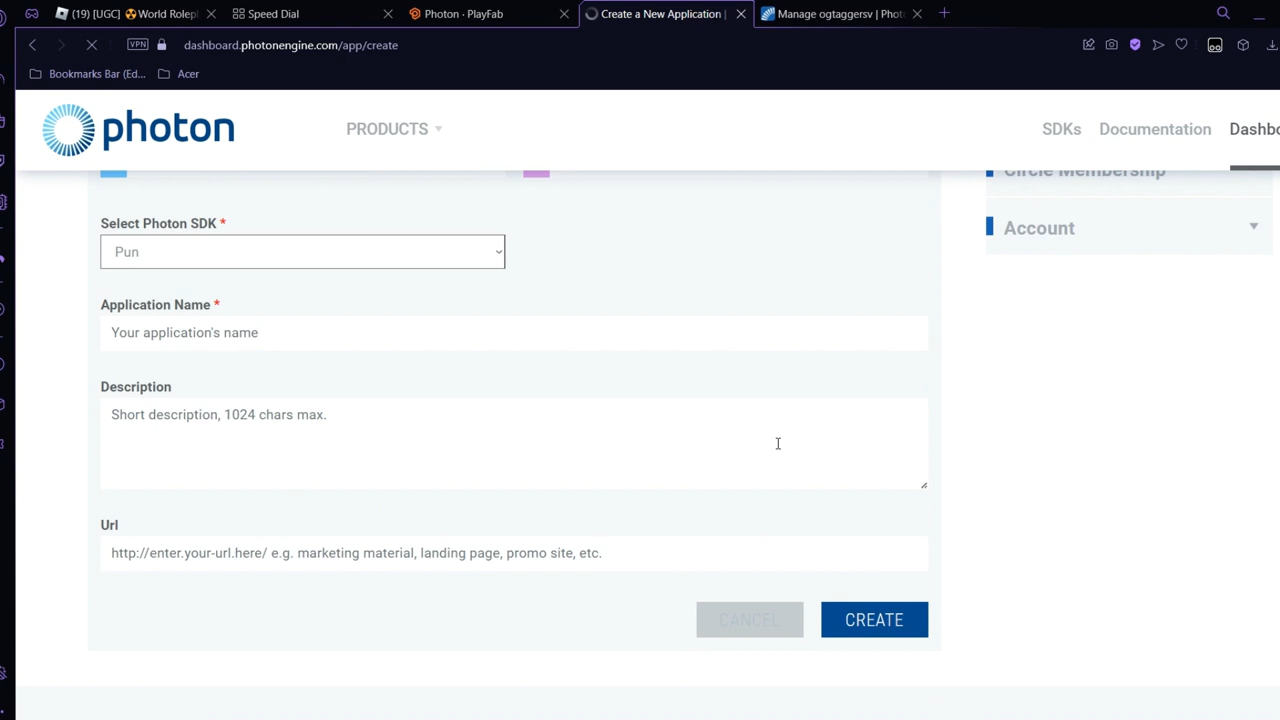 (19) [UGC] ☢World Rolepl
Speed Dial
Photon · PlayFab
Create a New Application |
Manage ogtaggersv | Phot
VPN
dashboard.photonengine.com/app/create
Bookmarks Bar (Ed...
Acer
photon
PRODUCTS
SDKs
Documentation
Dashbo
Circle Membership
Select Photon SDK *
Account
Pun
Application Name *
Your application's name
Description
Short description, 1024 chars max.
Url
http://enter.your-url.here/ e.g. marketing material, landing page, promo site, etc.
CANCEL
CREATE